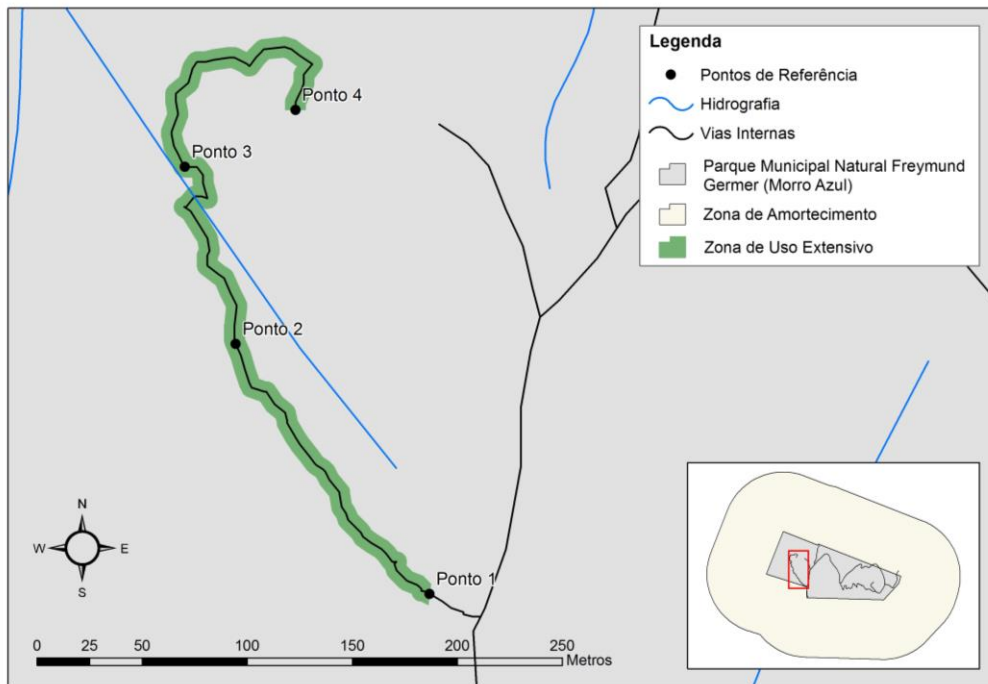 Legenda
Pontos de Referência
Hidrografia
Vias Internas
Parque Municipal Natural Freymund
Germer (Morro Azul)
Zona de Amortecimento
Zona de Uso Extensivo
Ponto 4
Ponto 3
Ponto 2
Ponto 1
N
W E
S
0 25 50 100 150 200 250
Metros